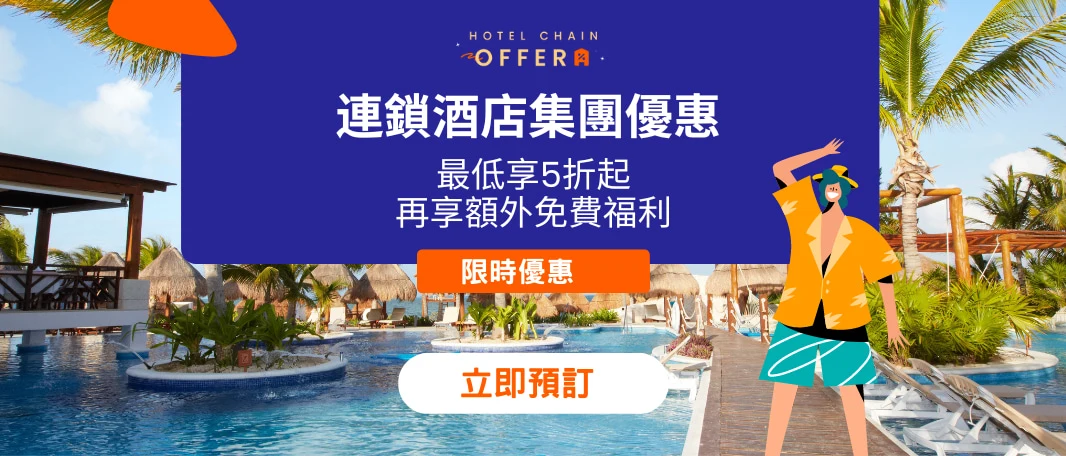 HOTEL CHAIN
OFFER
連鎖酒店集團優惠
最低享5折起
再享額外免費福利
限時優惠
立即預訂